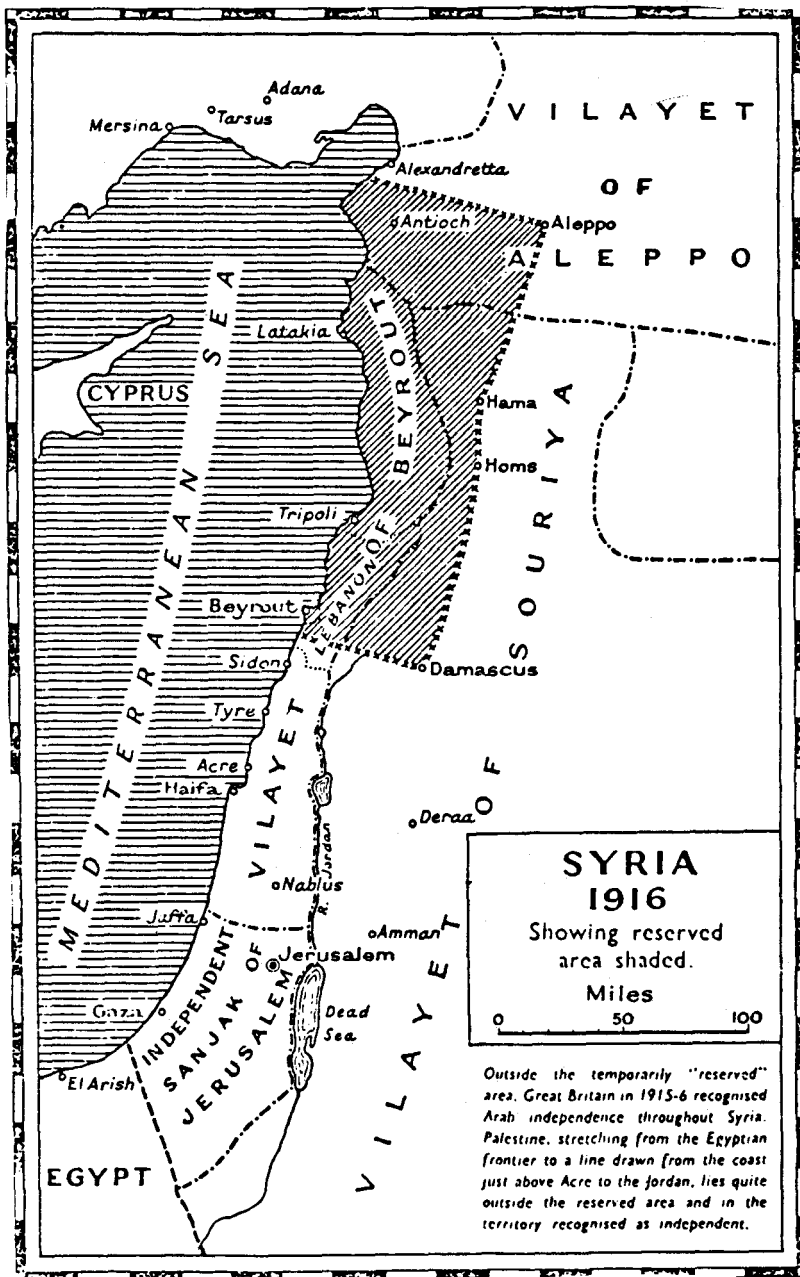 Adana
Tarsus
Mersina
VILAYET
OF
ALEPPO
Alexandretta
Antioch
Aleppo
Latakia
BEYROUT
CYPRUS
Hama
Homs
SOURIYA
MEDITERRANEAN SEA
Tripoli
OF
LEBANON
Beyrout
Sidon
Damascus
Tyre
VILAYET
Acre
Haifa
OF
Deraa
R. Jordan
Nablus
Jaffa
Amman
Jerusalem
INDEPENDENT
SANJAK OF
JERUSALEM
Gaza
Dead
Sea
VILAYET
El Arish
EGYPT
SYRIA
1916
Showing reserved
area shaded.
Miles
0 50 100
Outside the temporarily "reserved"
area, Great Britain in 1915-6 recognised
Arab independence throughout Syria.
Palestine, stretching from the Egyptian
frontier to a line drawn from the coast
just above Acre to the Jordan, lies quite
outside the reserved area and in the
territory recognised as independent.